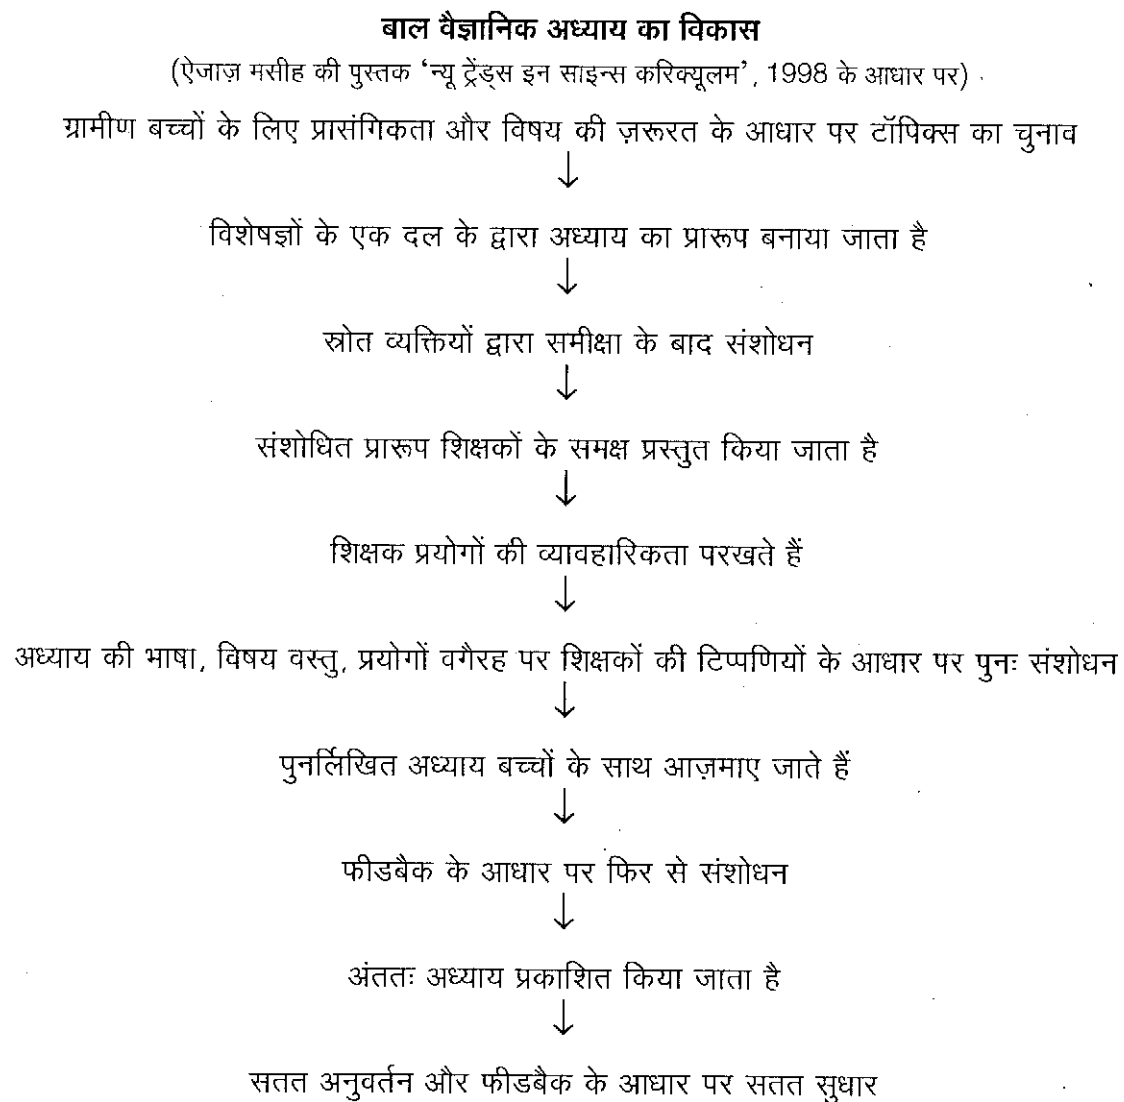 बाल वैज्ञानिक अध्याय का विकास
(ऐजाज़ मसीह की पुस्तक ‘न्यू ट्रेंड्स इन साइन्स करिक्यूलम’, 1998 के आधार पर)
ग्रामीण बच्चों के लिए प्रासंगिकता और विषय की ज़रूरत के आधार पर टॉपिक्स का चुनाव
↓
विशेषज्ञों के एक दल के द्वारा अध्याय का प्रारूप बनाया जाता है
↓
स्रोत व्यक्तियों द्वारा समीक्षा के बाद संशोधन
↓
संशोधित प्रारूप शिक्षकों के समक्ष प्रस्तुत किया जाता है
↓
शिक्षक प्रयोगों की व्यावहारिकता परखते हैं
↓
अध्याय की भाषा, विषय वस्तु, प्रयोगों वगैरह पर शिक्षकों की टिप्पणियों के आधार पर पुनः संशोधन
↓
पुनर्लिखित अध्याय बच्चों के साथ आज़माए जाते हैं
↓
फीडबैक के आधार पर फिर से संशोधन
↓
अंततः अध्याय प्रकाशित किया जाता है
↓
सतत अनुवर्तन और फीडबैक के आधार पर सतत सुधार